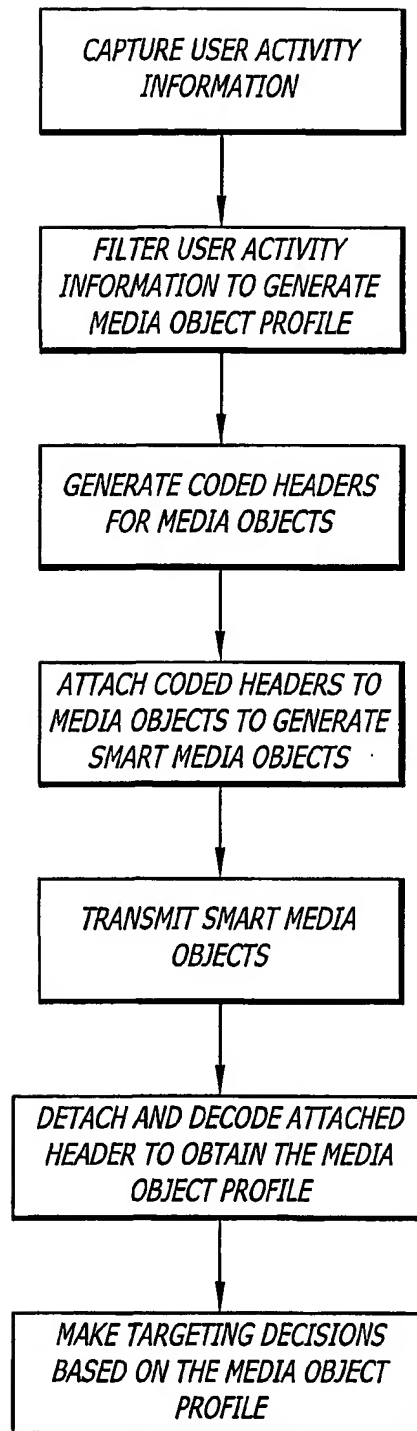 CAPTURE USER ACTIVITY
INFORMATION
FILTER USER ACTIVITY
INFORMATION TO GENERATE
MEDIA OBJECT PROFILE
GENERATE CODED HEADERS
FOR MEDIA OBJECTS
ATTACH CODED HEADERS TO
MEDIA OBJECTS TO GENERATE
SMART MEDIA OBJECTS
TRANSMIT SMART MEDIA
OBJECTS
DETACH AND DECODE ATTACHED
HEADER TO OBTAIN THE MEDIA
OBJECT PROFILE
MAKE TARGETING DECISIONS
BASED ON THE MEDIA OBJECT
PROFILE